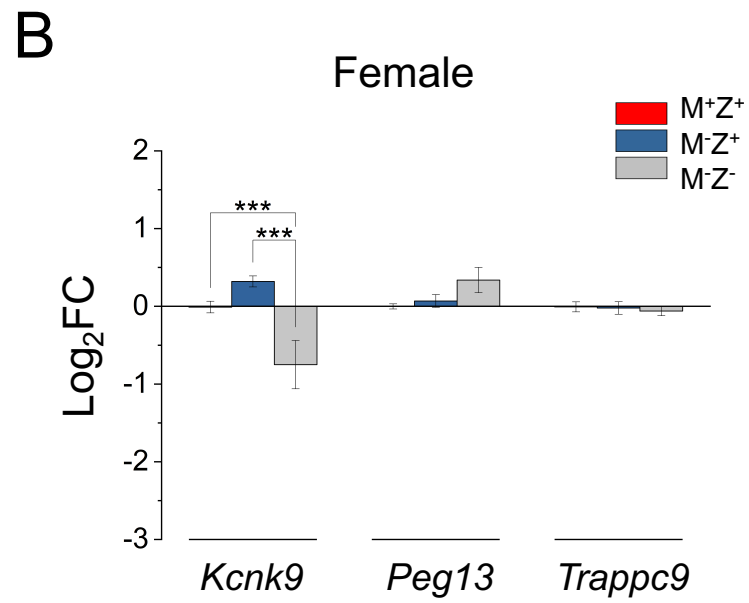 B
Female
M⁺Z⁺
M⁻Z⁺
M⁻Z⁻
2
1
0
-1
-2
-3
Log₂FC
***
***
Kcnk9 Peg13 Trappc9